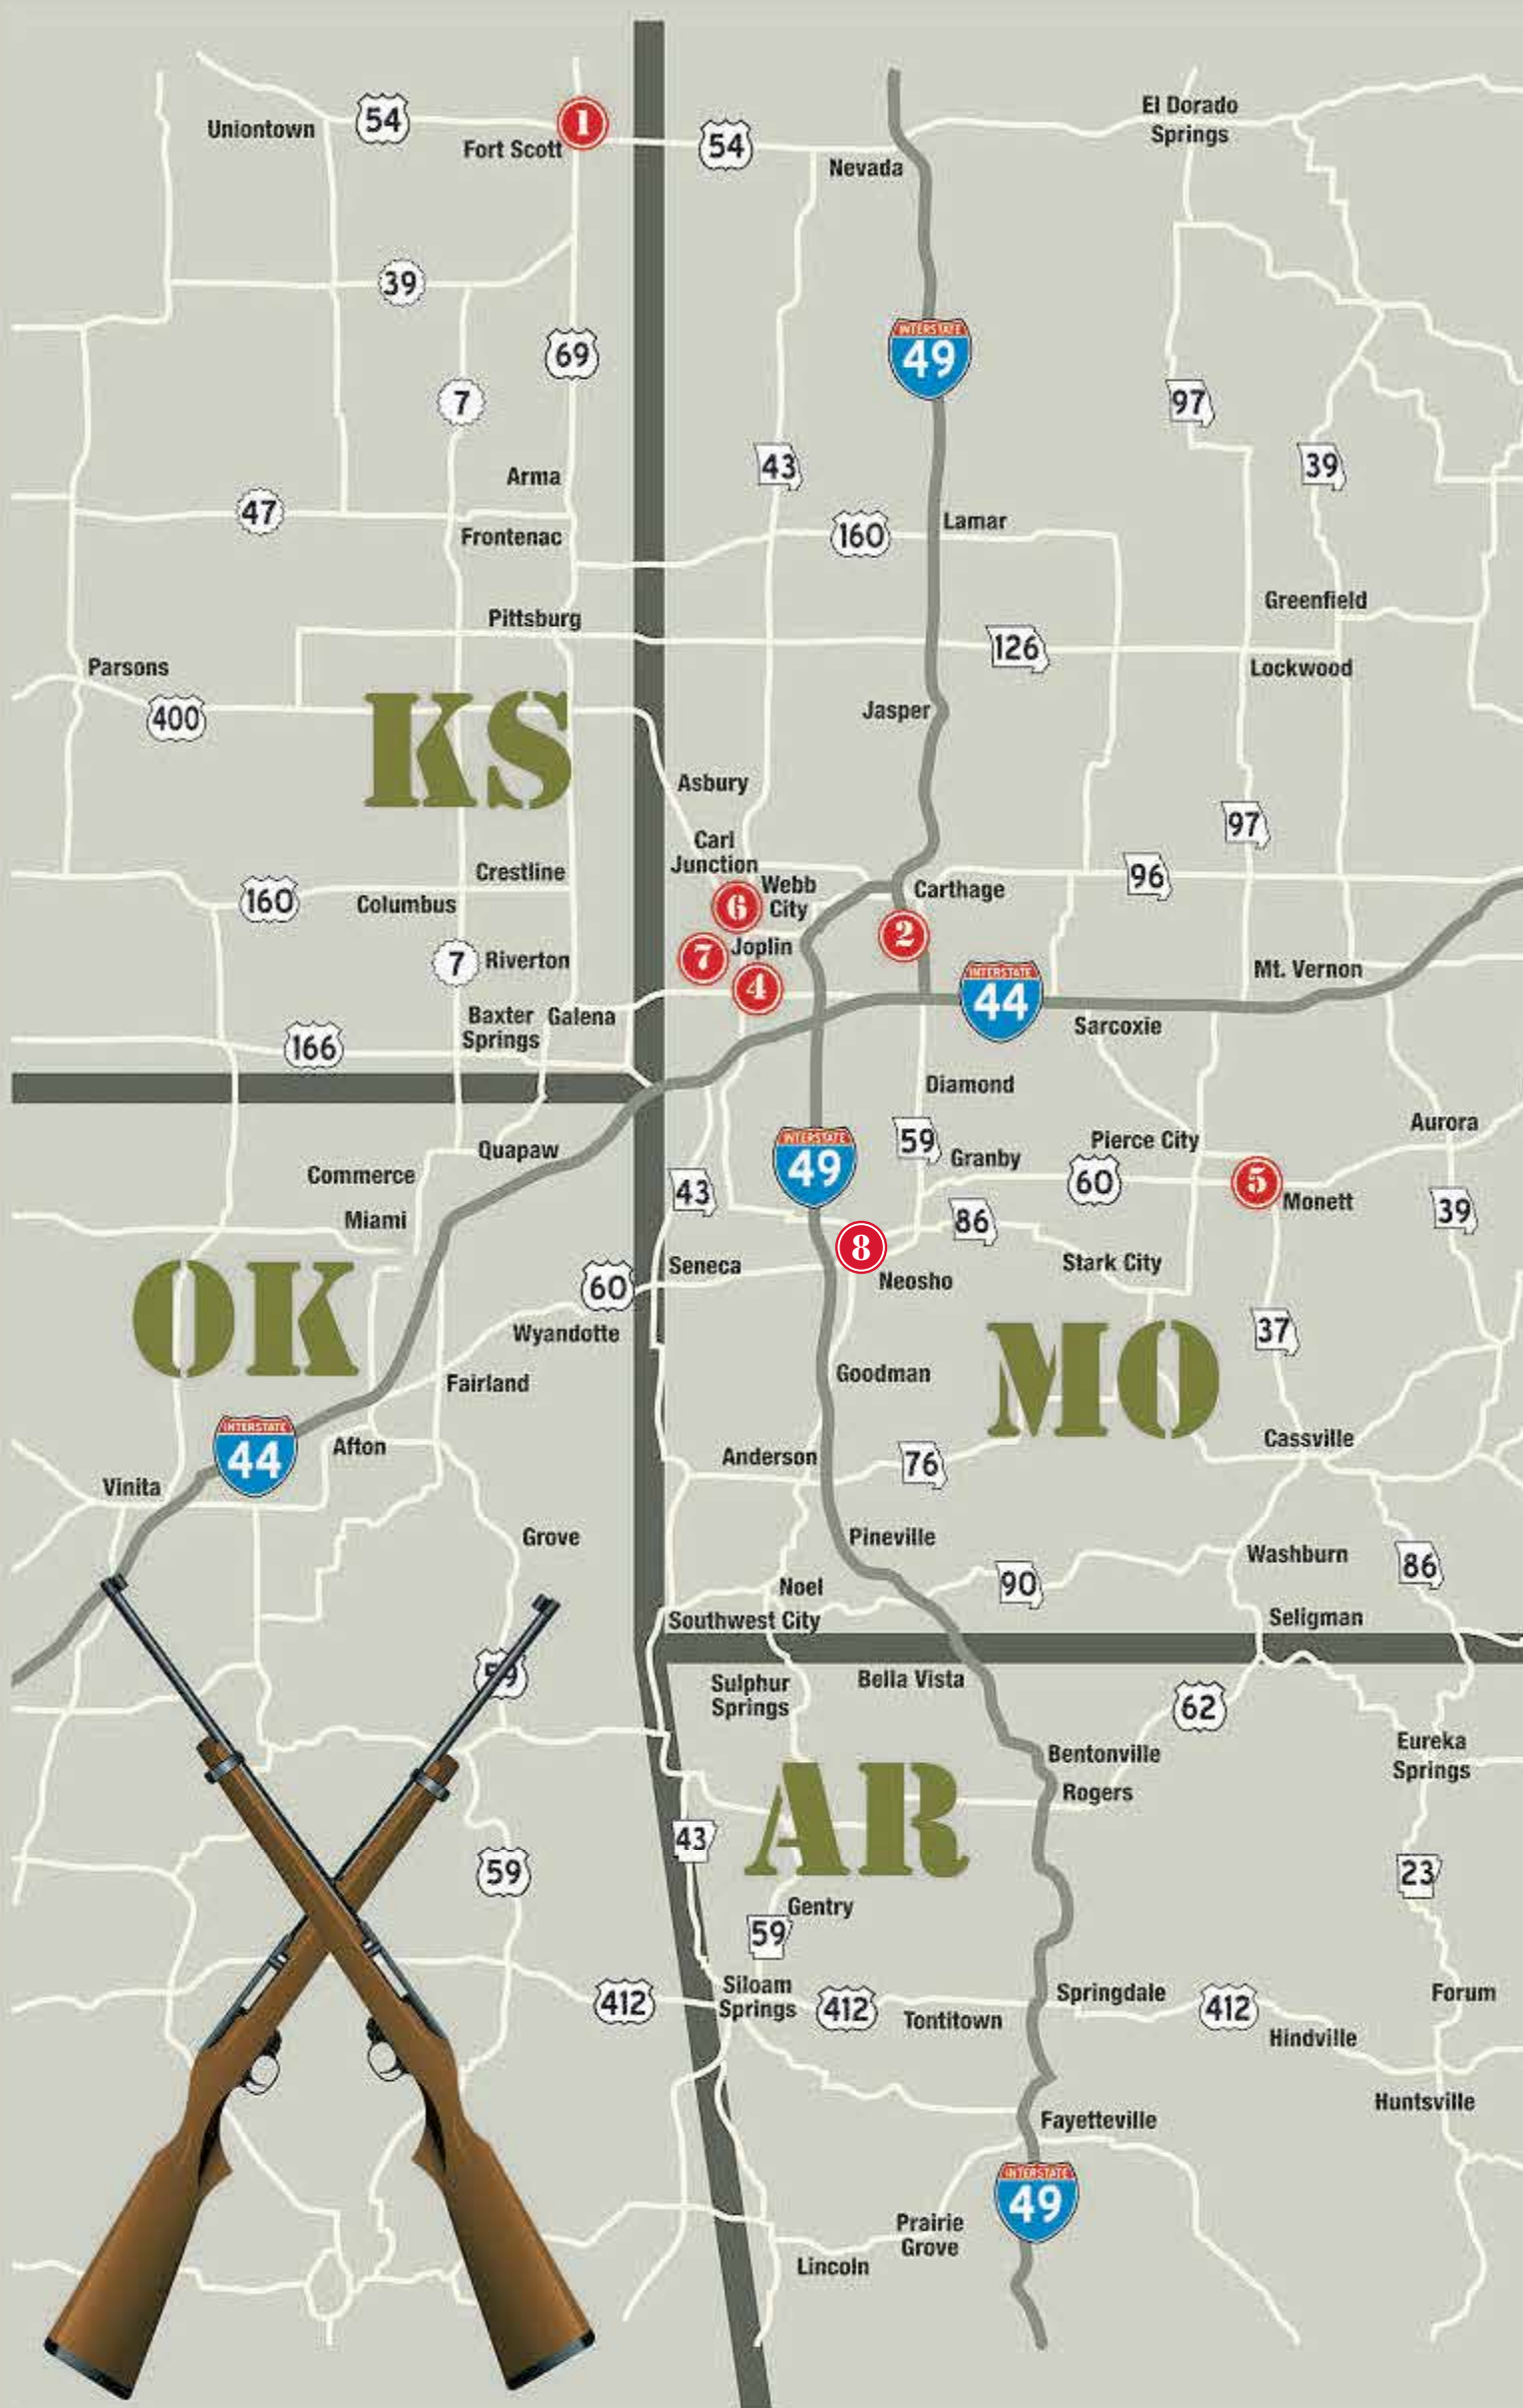 El Dorado
Springs
Uniontown
54
1
Fort Scott
54
Nevada
39
69
INTERSTATE
49
7
97
43
39
Arma
47
Frontenac
160
Lamar
Greenfield
Pittsburg
126
Parsons
Lockwood
400
KS
Jasper
Asbury
97
Carl
Junction
Crestline
160
Columbus
Webb
City
6
Carthage
96
2
7
Riverton
7
Joplin
4
INTERSTATE
44
Mt. Vernon
Baxter
Springs
Galena
Sarcoxie
166
Diamond
Aurora
Quapaw
INTERSTATE
49
59
Granby
Pierce City
60
5
Monett
Commerce
43
86
39
Miami
8
OK
60
Seneca
Neosho
Stark City
Wyandotte
MO
37
Fairland
Goodman
INTERSTATE
44
Afton
Anderson
76
Cassville
Vinita
Grove
Pineville
Washburn
86
Noel
90
Southwest City
Seligman
59
Sulphur
Springs
Bella Vista
62
Bentonville
Rogers
Eureka
Springs
AR
43
59
23
Gentry
59
412
Siloam
Springs
412
Tontitown
Springdale
412
Forum
Hindville
Huntsville
Fayetteville
INTERSTATE
49
Prairie
Grove
Lincoln